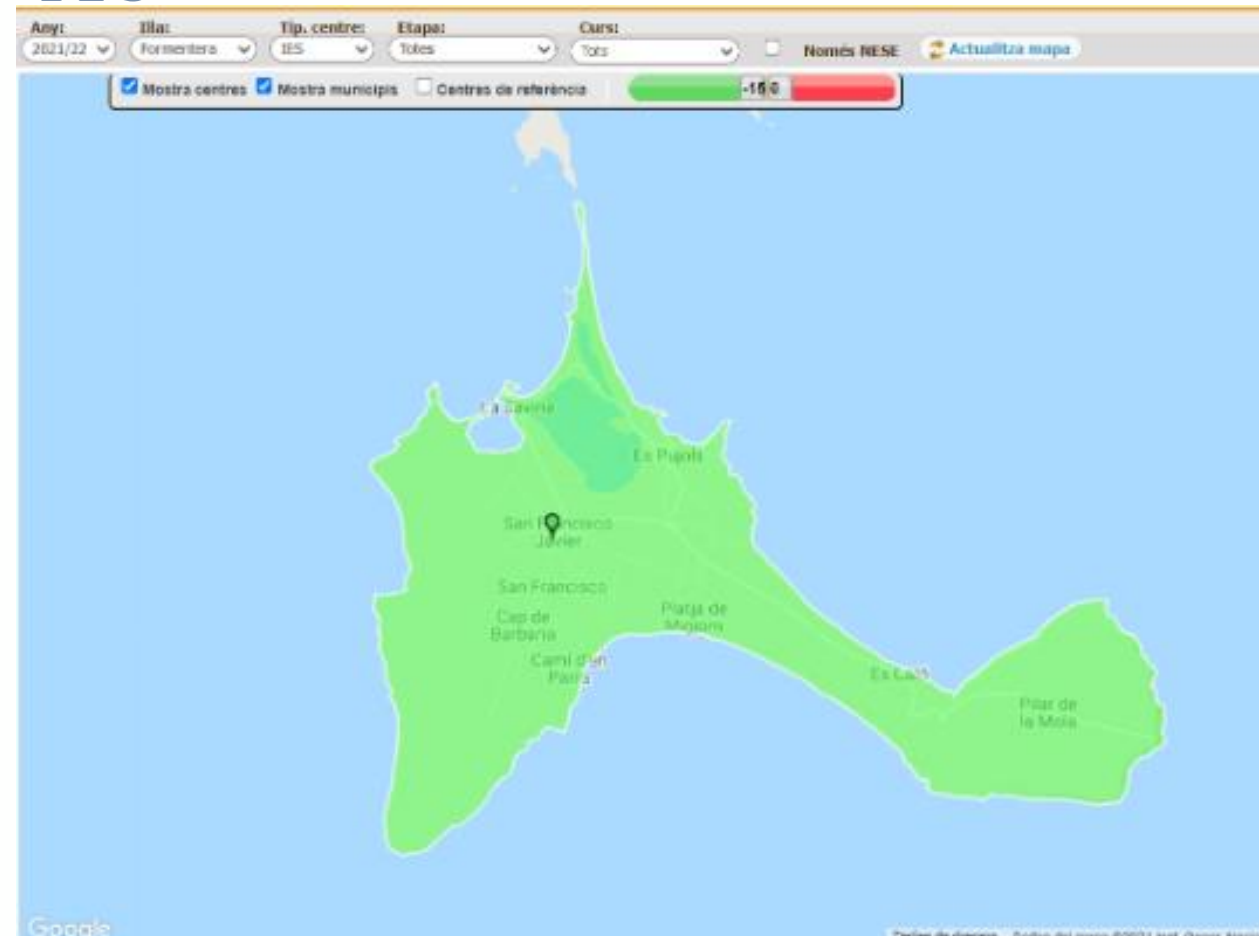 Any: Illa: Tip. centre: Etapa: Curs:
2021/22 Formentera IES Totes Tots Només NESE Actualitza mapa
Mostra centres Mostra municipis Centres de referència
La Savina
Es Pujols
San Francisco
Javier
San Francisco
Cap de
Barbaria
Platja de
Migjorn
Camí d'en
Parra
Es Caló
Pilar de
la Mola
Google